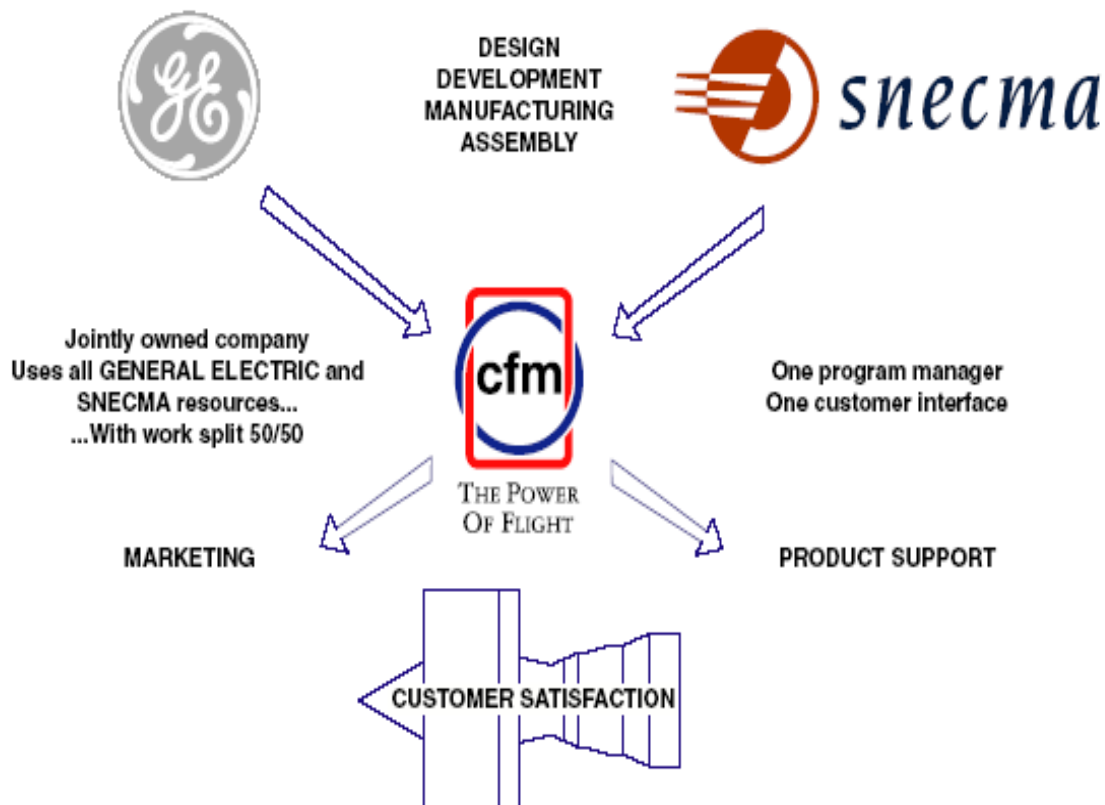 GE
DESIGN
DEVELOPMENT
MANUFACTURING
ASSEMBLY
snecma
Jointly owned company
Uses all GENERAL ELECTRIC and
SNECMA resources...
...With work split 50/50
cfm
THE POWER
OF FLIGHT
One program manager
One customer interface
MARKETING
PRODUCT SUPPORT
CUSTOMER SATISFACTION